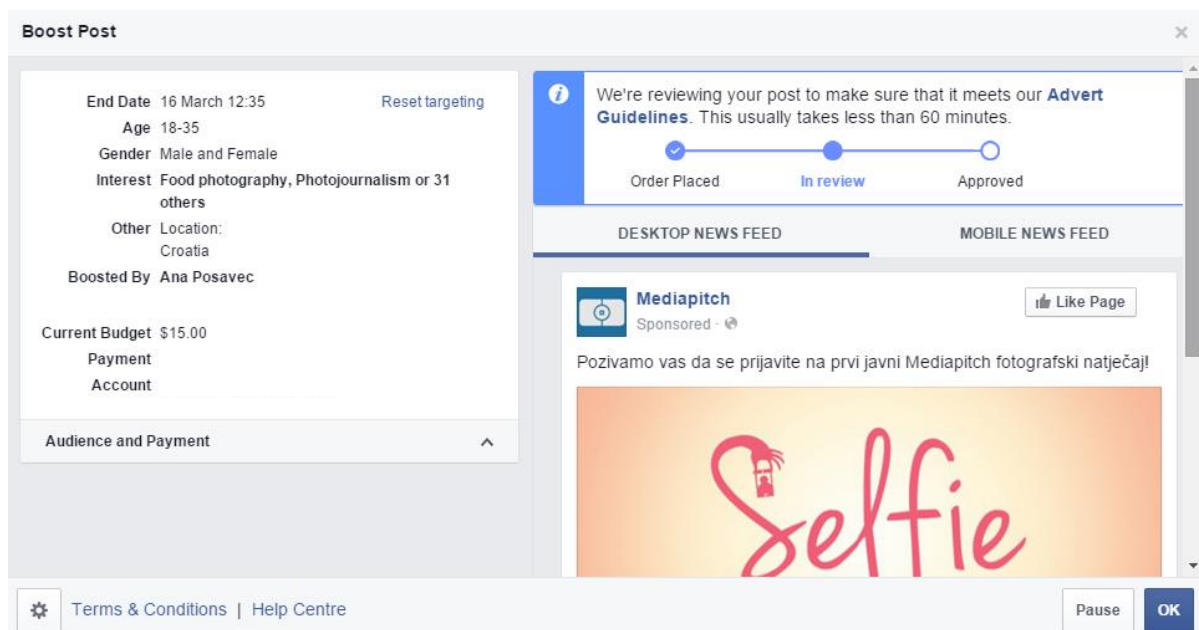 Boost Post
End Date 16 March 12:35 Reset targeting
Age 18-35
Gender Male and Female
Interest Food photography, Photojournalism or 31
others
Other Location:
Croatia
Boosted By Ana Posavec
Current Budget $15.00
Payment
Account
Audience and Payment
We're reviewing your post to make sure that it meets our Advert
Guidelines. This usually takes less than 60 minutes.
Order Placed In review Approved
DESKTOP NEWS FEED MOBILE NEWS FEED
Mediapitch
Like Page
Sponsored ·
Pozivamo vas da se prijavite na prvi javni Mediapitch fotografski natječaj!
Selfie
Terms & Conditions | Help Centre
Pause OK